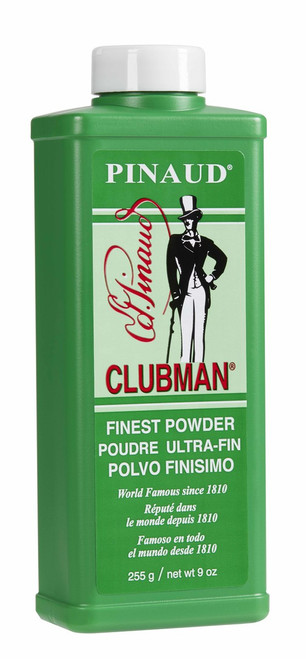 PINAUD®
Ed. Pinaud
CLUBMAN®
FINEST POWDER
POUDRE ULTRA-FIN
POLVO FINISIMO
World Famous since 1810
Réputé dans
le monde depuis 1810
Famoso en todo
el mundo desde 1810
255 g / net wt 9 oz